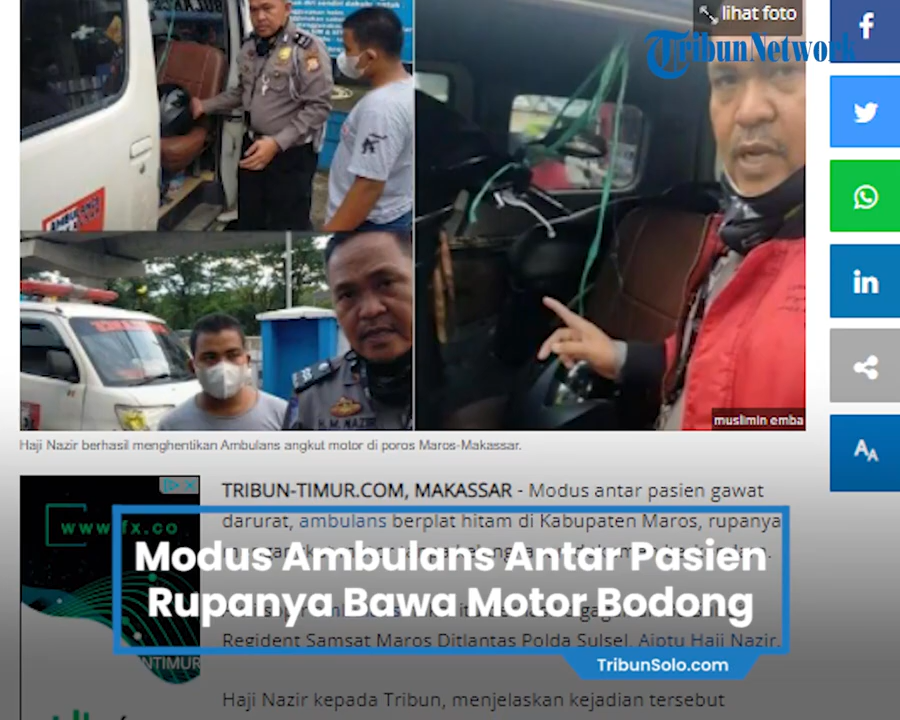 lihat foto
TribunNetwork
AMBULANS
H.M. NAZIR
muslimin emba
Haji Nazir berhasil menghentikan Ambulans angkut motor di poros Maros-Makassar.
TRIBUN-TIMUR.COM, MAKASSAR - Modus antar pasien gawat
www. fx.co
darurat, ambulans berplat hitam di Kabupaten Maros, rupanya
Modus Ambulans Antar Pasien
Rupanya Bawa Motor Bodong
Regident Samsat Maros Ditlantas Polda Sulsel, Aiptu Haji Nazir.
TribunSolo.com
Haji Nazir kepada Tribun, menjelaskan kejadian tersebut